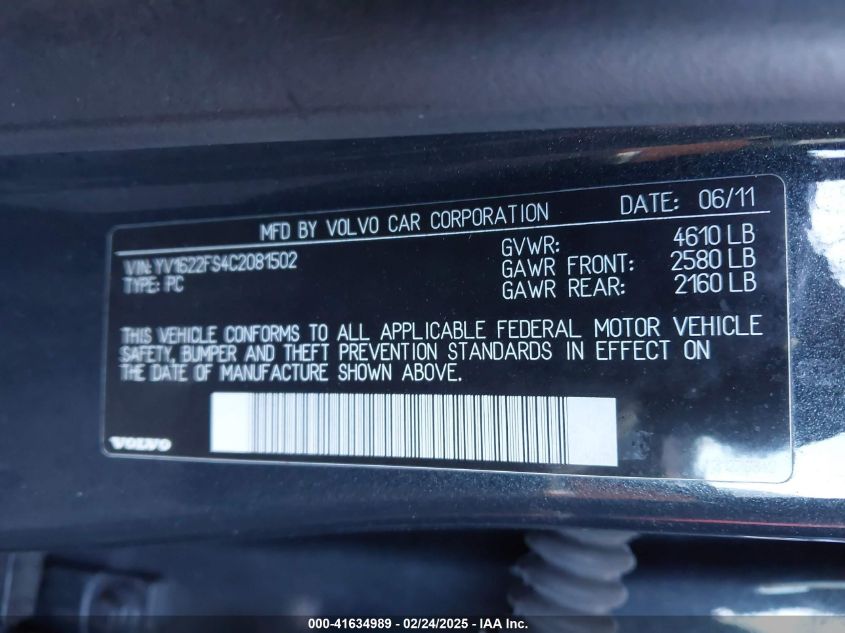 MFD BY VOLVO CAR CORPORATION DATE: 06/11
VIN: YV1622FS4C2081502
TYPE: PC
GVWR: 4610 LB
GAWR FRONT: 2580 LB
GAWR REAR: 2160 LB
THIS VEHICLE CONFORMS TO ALL APPLICABLE FEDERAL MOTOR VEHICLE
SAFETY, BUMPER AND THEFT PREVENTION STANDARDS IN EFFECT ON
THE DATE OF MANUFACTURE SHOWN ABOVE.
VOLVO
000-41634989 - 02/24/2025 - IAA Inc.